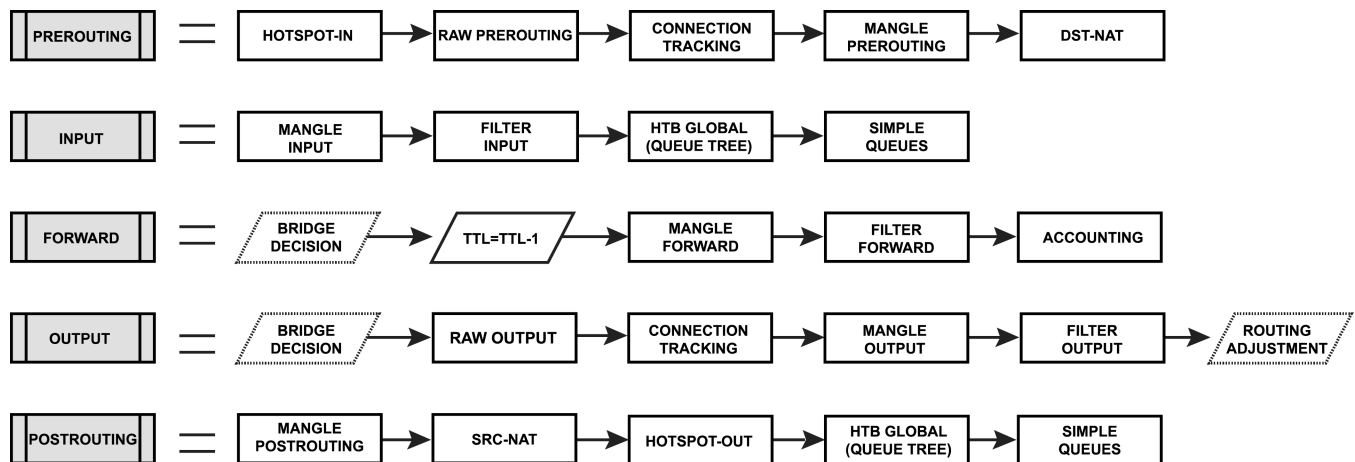 PREROUTING
HOTSPOT-IN
RAW PREROUTING
CONNECTION
TRACKING
MANGLE
PREROUTING
DST-NAT
INPUT
MANGLE
INPUT
FILTER
INPUT
HTB GLOBAL
(QUEUE TREE)
SIMPLE
QUEUES
FORWARD
BRIDGE
DECISION
TTL=TTL-1
MANGLE
FORWARD
FILTER
FORWARD
ACCOUNTING
OUTPUT
BRIDGE
DECISION
RAW OUTPUT
CONNECTION
TRACKING
MANGLE
OUTPUT
FILTER
OUTPUT
ROUTING
ADJUSTMENT
POSTROUTING
MANGLE
POSTROUTING
SRC-NAT
HOTSPOT-OUT
HTB GLOBAL
(QUEUE TREE)
SIMPLE
QUEUES